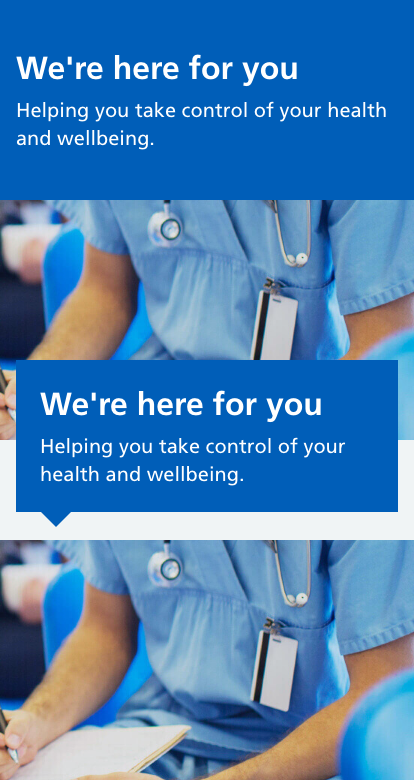 We're here for you
Helping you take control of your health
and wellbeing.
We're here for you
Helping you take control of your
health and wellbeing.